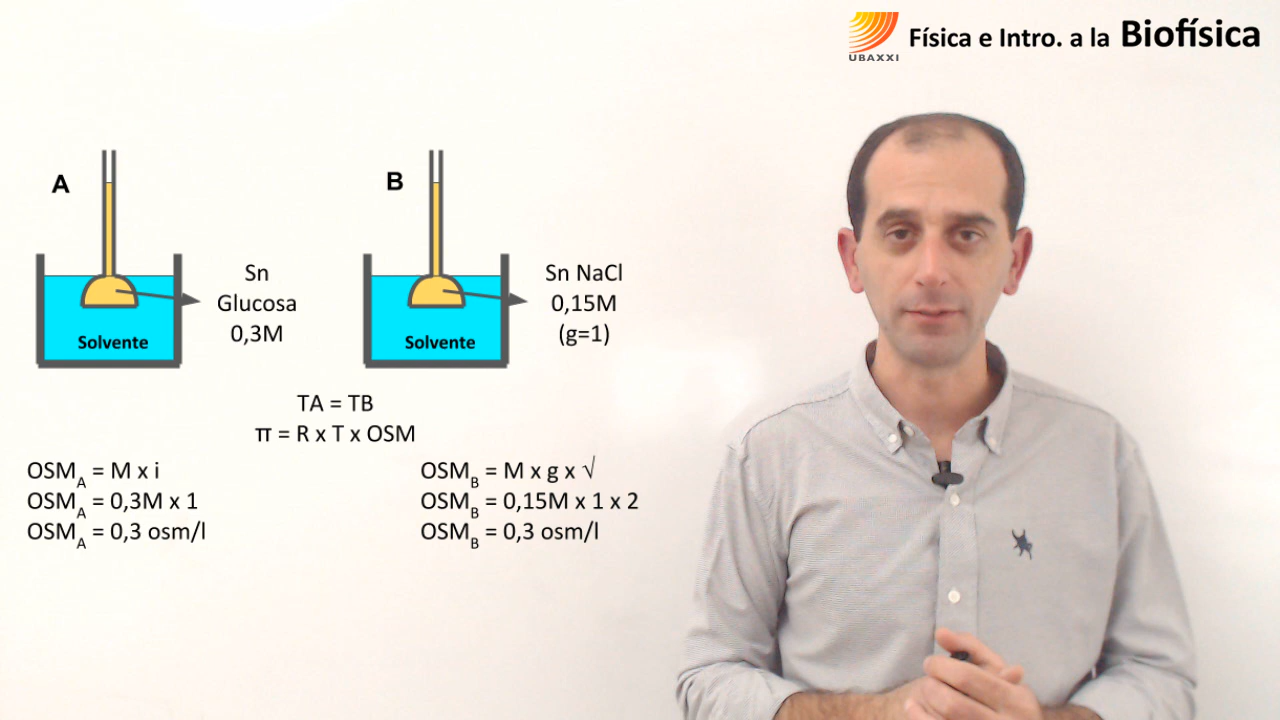 UBAXXI
Física e Intro. a la Biofísica
A
B
Sn
Glucosa
0,3M
Solvente
Sn NaCl
0,15M
(g=1)
Solvente
TA = TB
π = R x T x OSM
OSMA = M x i
OSMA = 0,3M x 1
OSMA = 0,3 osm/l
OSMB = M x g x √
OSMB = 0,15M x 1 x 2
OSMB = 0,3 osm/l